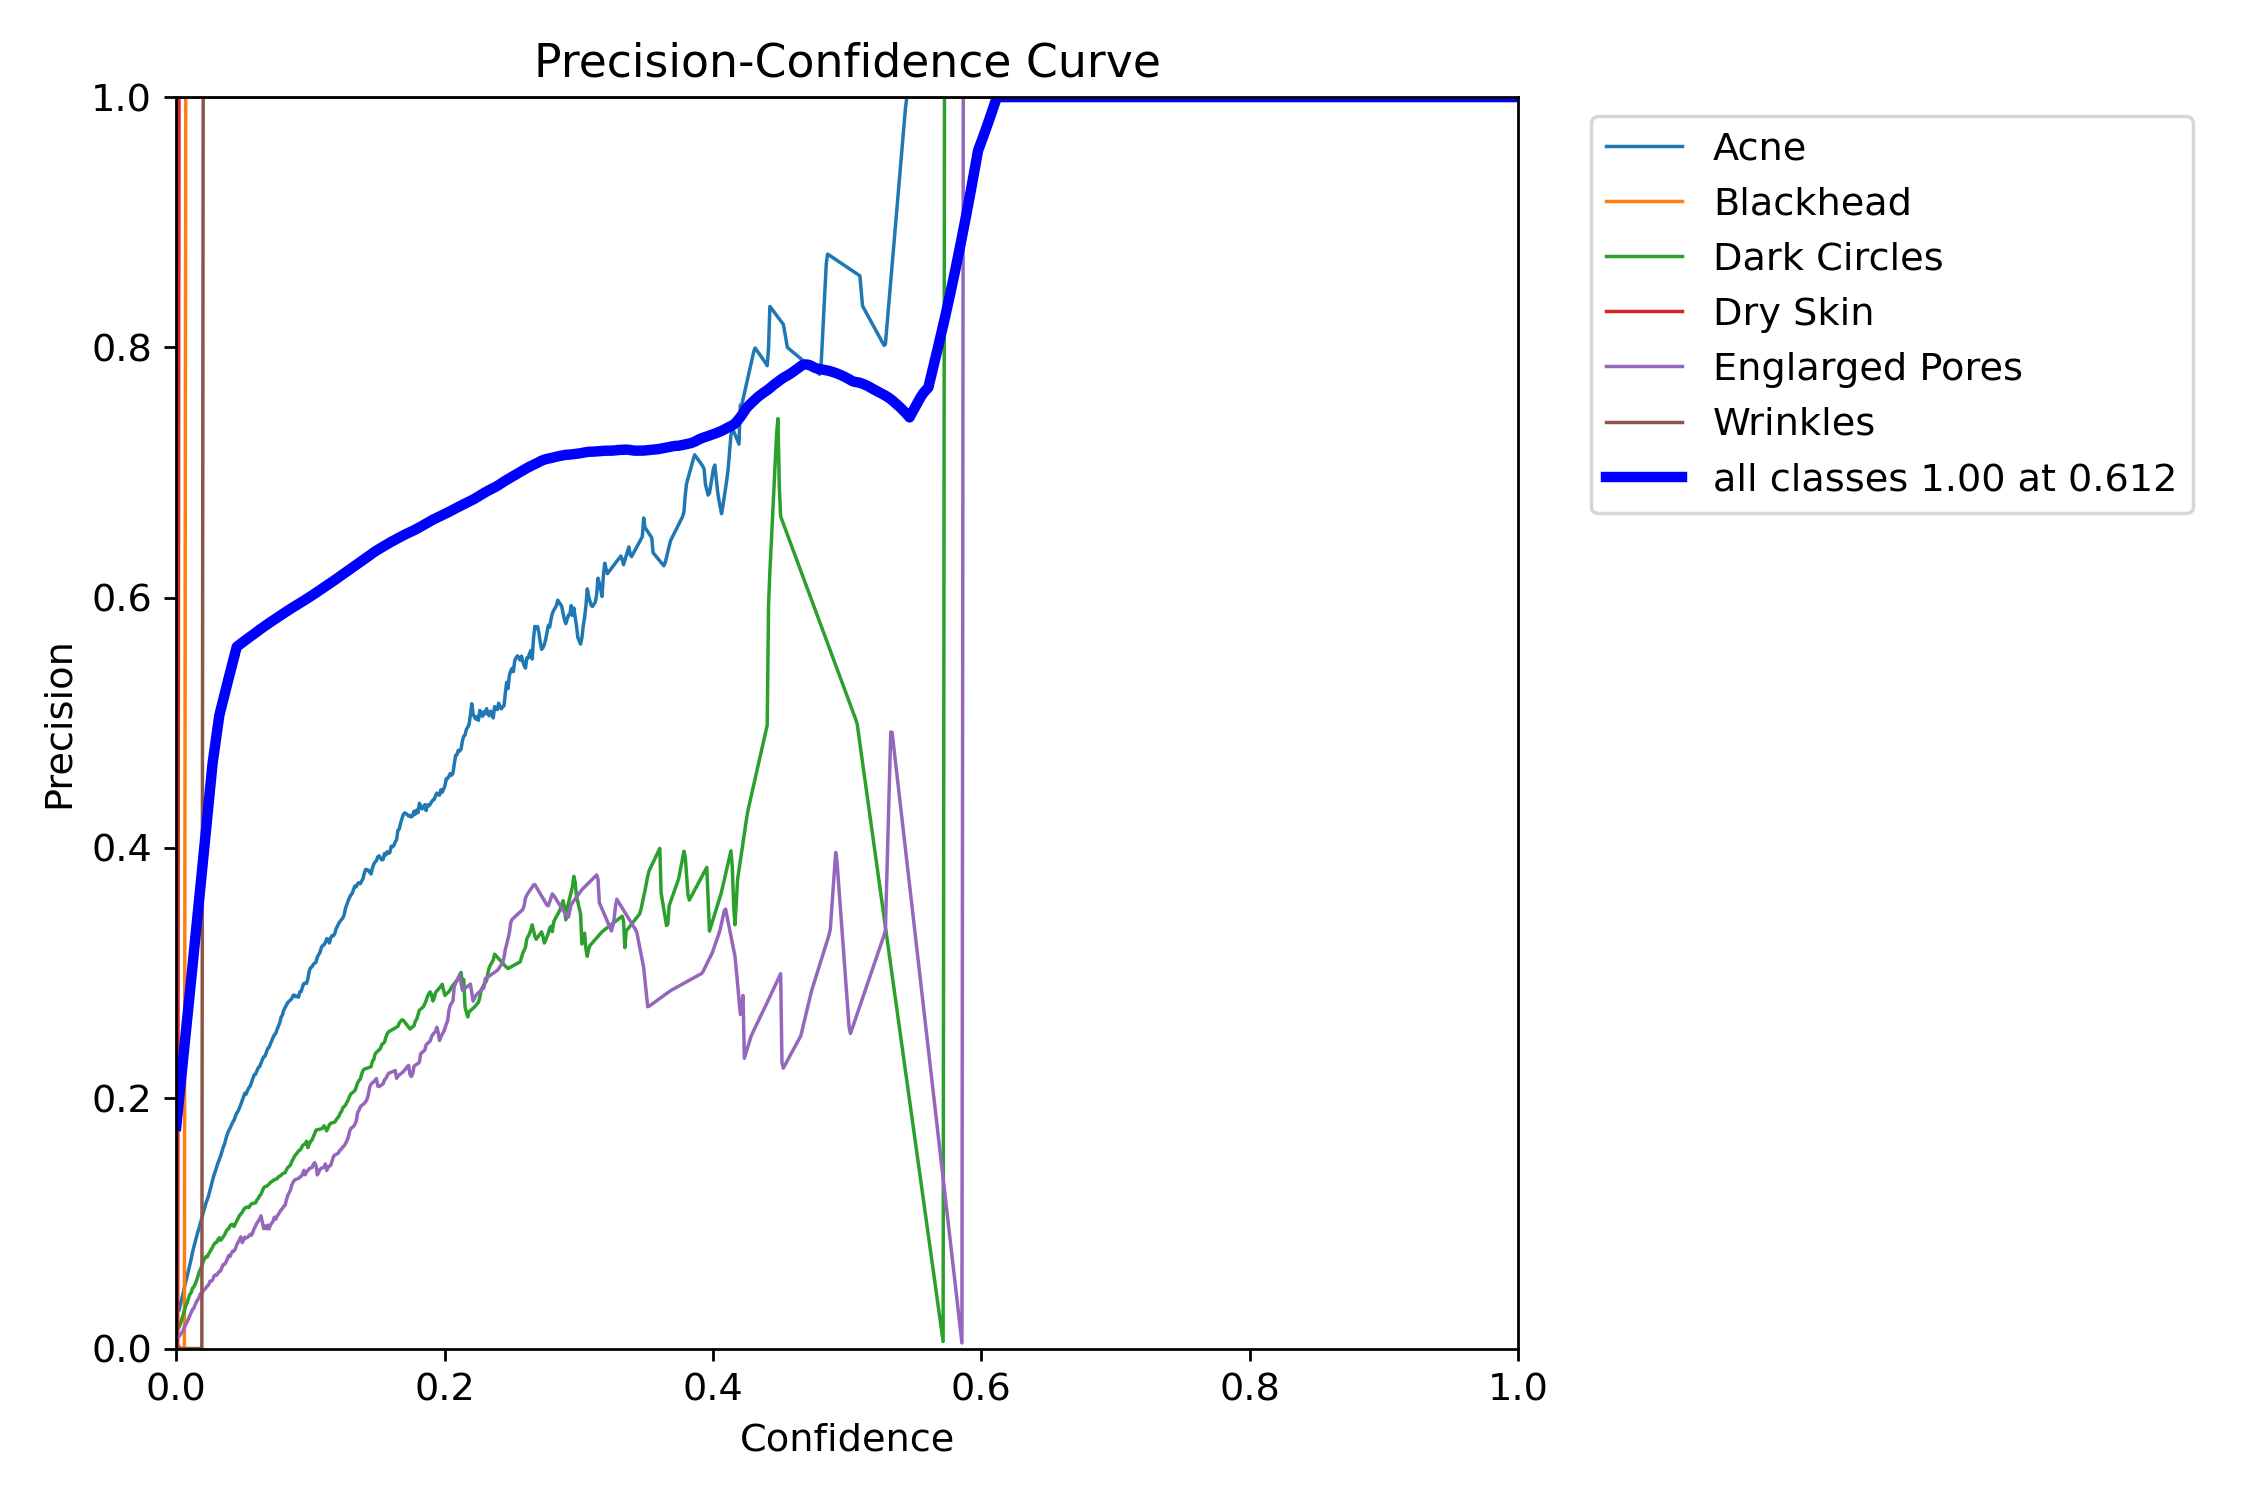 Precision-Confidence Curve
1.0
0.8
0.6
0.4
0.2
0.0
Precision
0.0 0.2 0.4 0.6 0.8 1.0
Confidence
Acne
Blackhead
Dark Circles
Dry Skin
Englarged Pores
Wrinkles
all classes 1.00 at 0.612